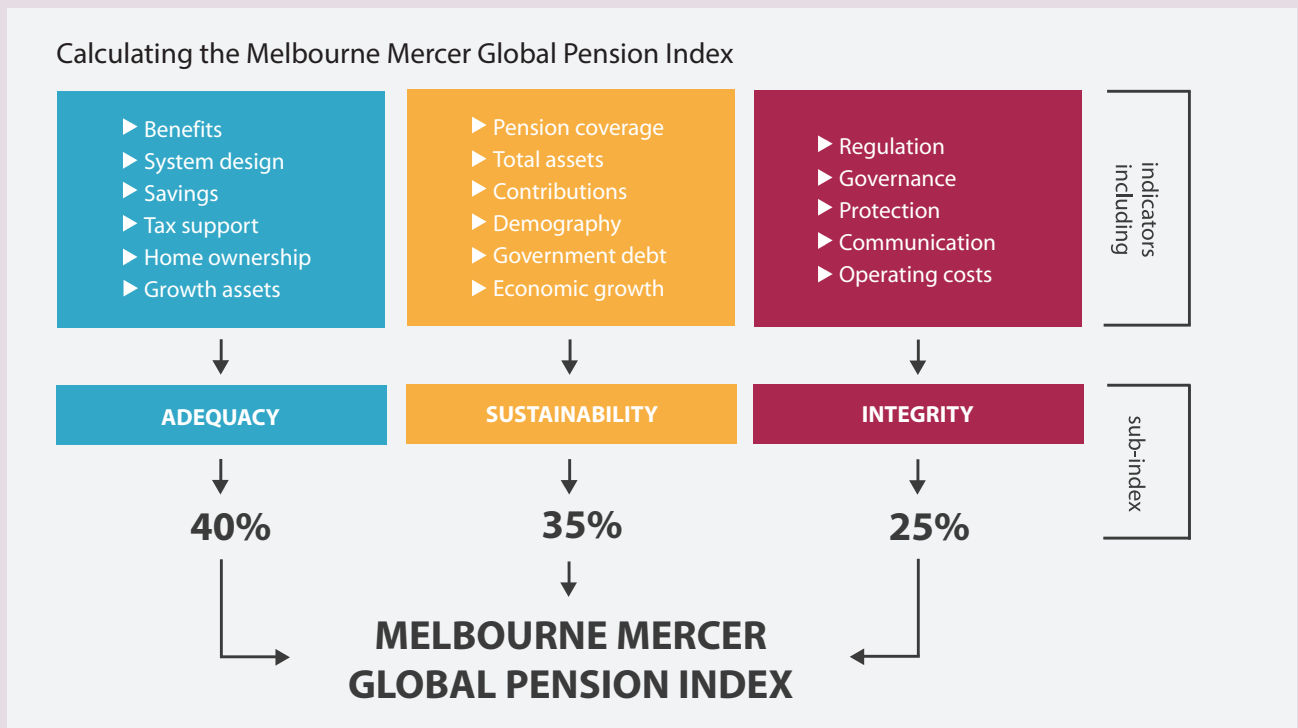 Calculating the Melbourne Mercer Global Pension Index
Benefits
System design
Savings
Tax support
Home ownership
Growth assets
Pension coverage
Total assets
Contributions
Demography
Government debt
Economic growth
Regulation
Governance
Protection
Communication
Operating costs
indicators
including
ADEQUACY
SUSTAINABILITY
INTEGRITY
sub-index
40%
35%
25%
MELBOURNE MERCER
GLOBAL PENSION INDEX